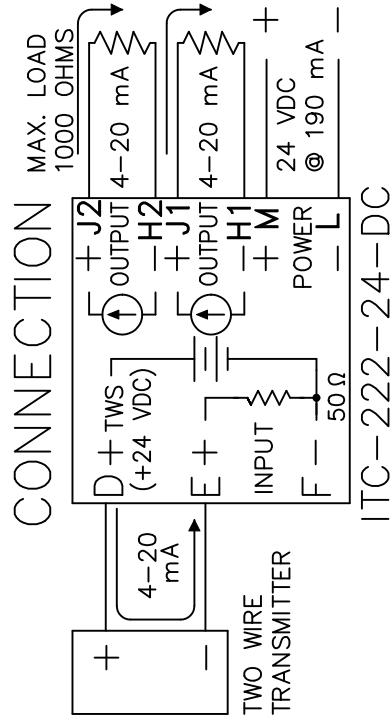 CONNECTION
MAX. LOAD
1000 OHMS
4-20 mA
4-20 mA
24 VDC
@ 190 mA
+
-
+ J2
OUTPUT
- H2
+ J1
OUTPUT
- H1
+ M
POWER
- L
D + TWS
(+24 VDC)
E +
INPUT
F -
50 Ω
4-20
mA
+
-
TWO WIRE
TRANSMITTER
ITC-222-24-DC